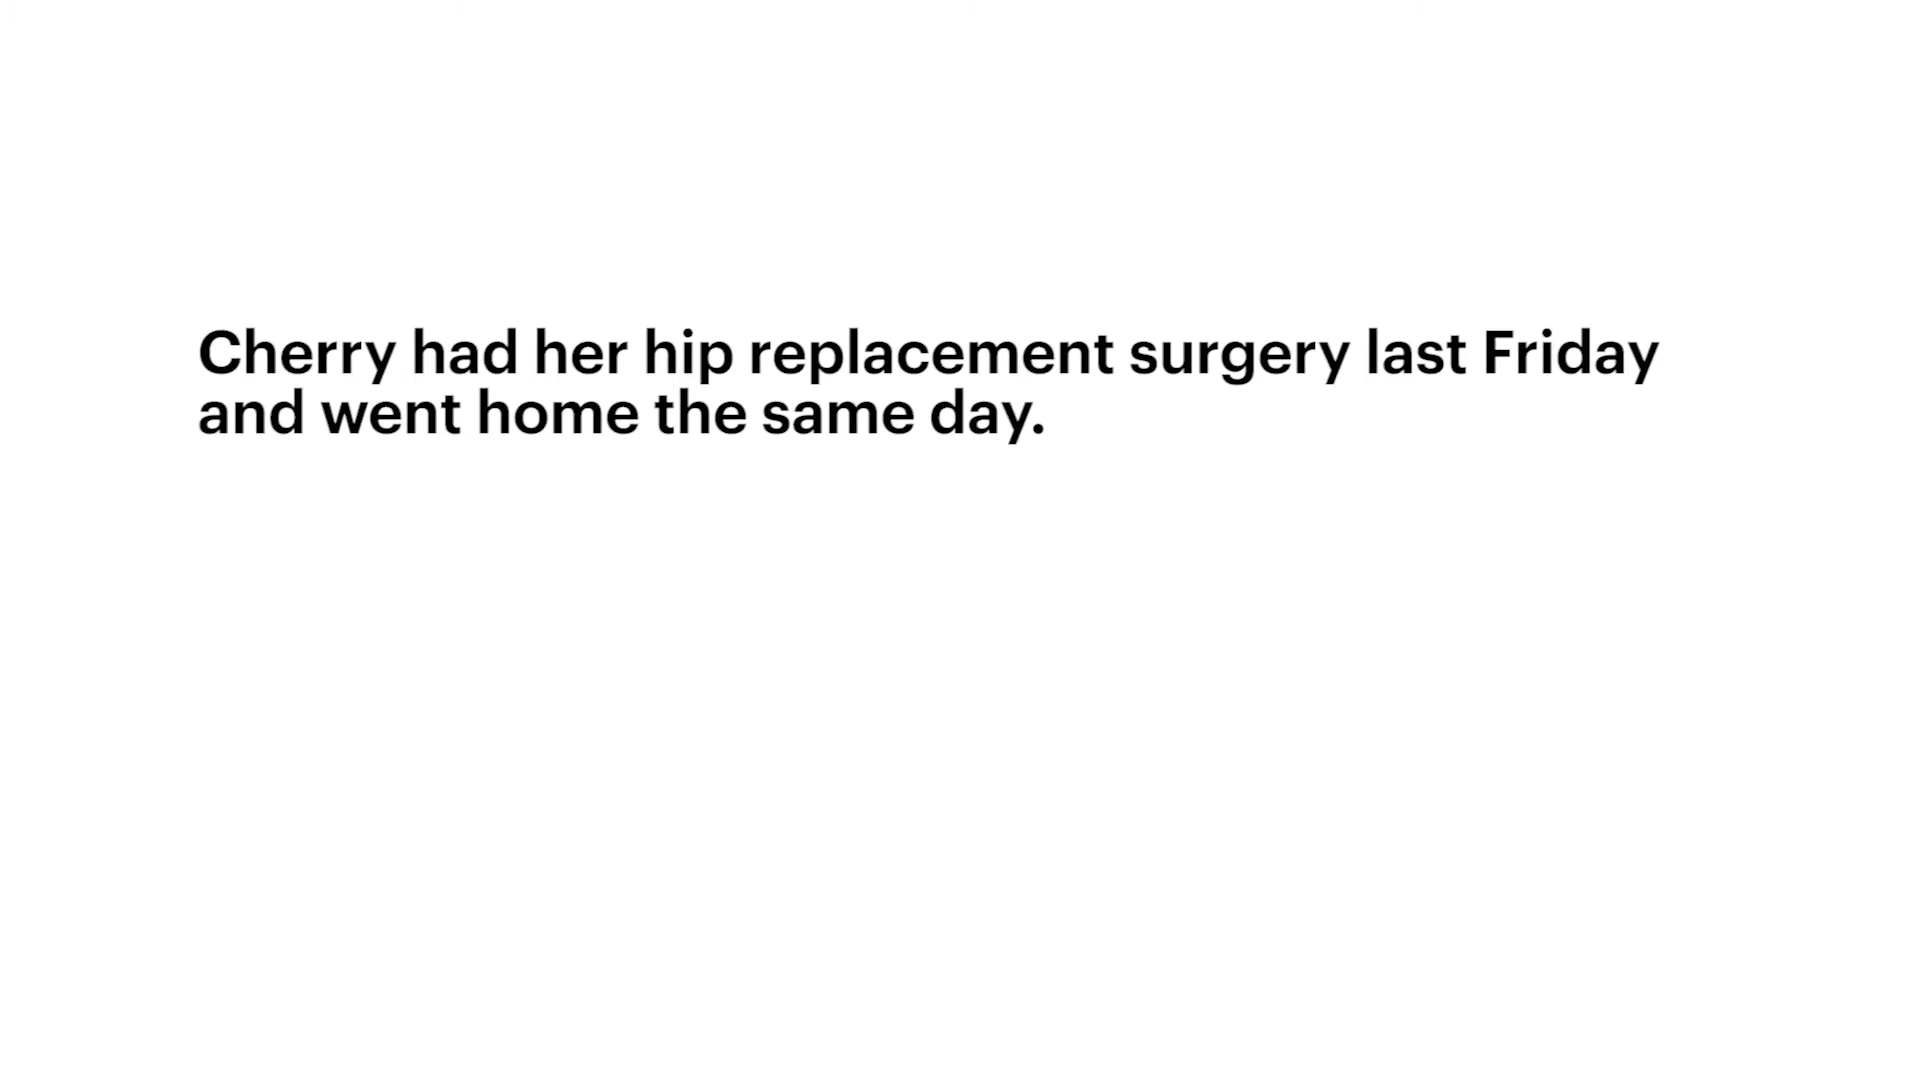 Cherry had her hip replacement surgery last Friday
and went home the same day.